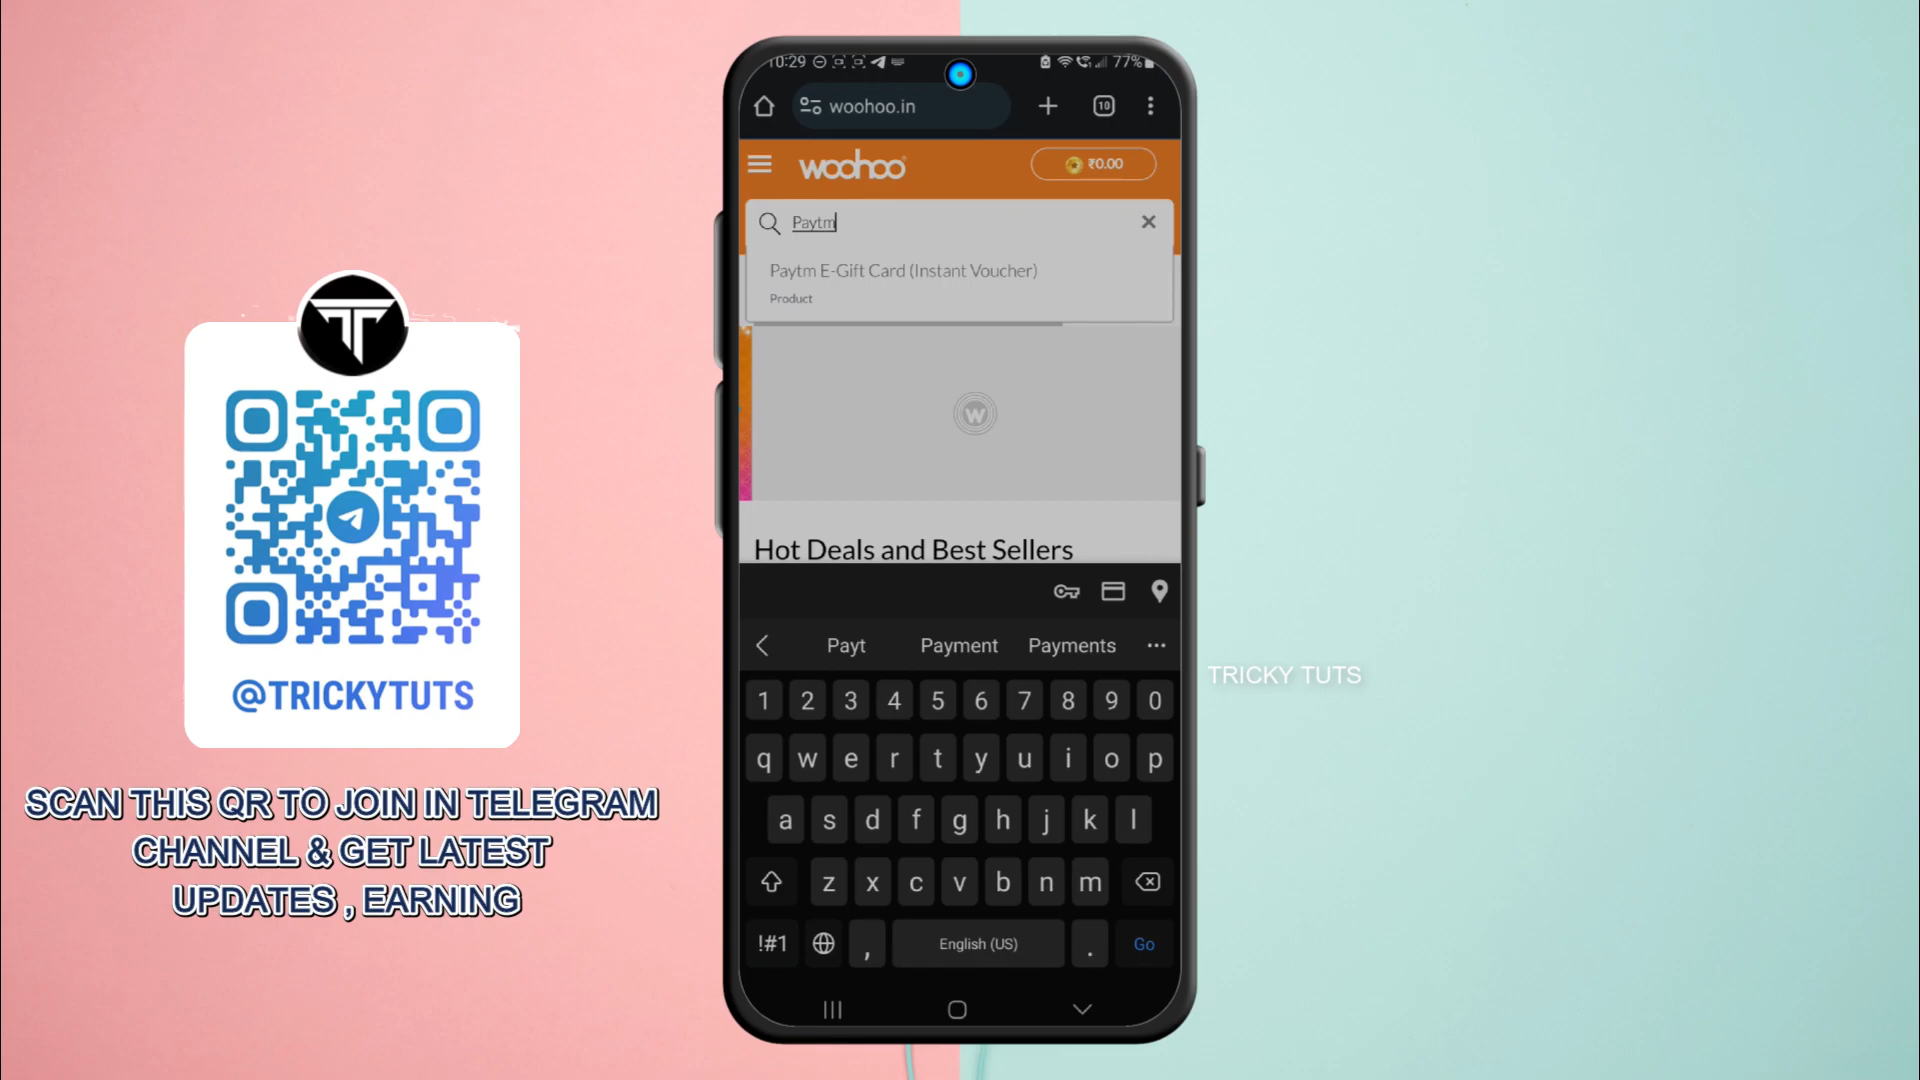 10:29
77%
woohoo.in
10
woohoo
₹0.00
Paytm
Paytm E-Gift Card (Instant Voucher)
Product
W
Hot Deals and Best Sellers
Payt Payment Payments
1 2 3 4 5 6 7 8 9 0
q w e r t y u i o p
a s d f g h j k l
z x c v b n m
!#1 , English (US) . Go
T
@TRICKYTUTS
SCAN THIS QR TO JOIN IN TELEGRAM
CHANNEL & GET LATEST
UPDATES , EARNING
TRICKY TUTS